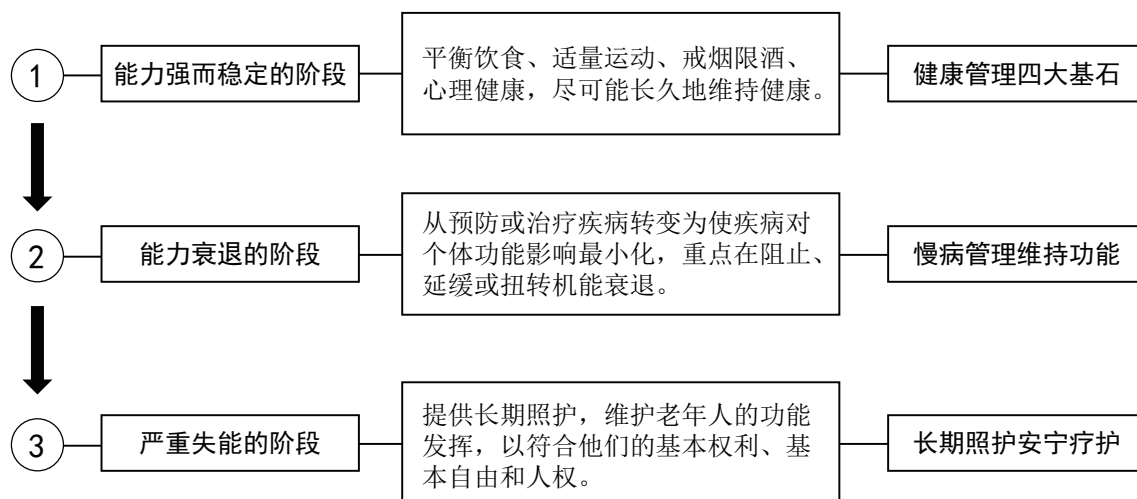 1
能力强而稳定的阶段
平衡饮食、适量运动、戒烟限酒、
心理健康，尽可能长久地维持健康。
健康管理四大基石
2
能力衰退的阶段
从预防或治疗疾病转变为使疾病对
个体功能影响最小化，重点在阻止、
延缓或扭转机能衰退。
慢病管理维持功能
3
严重失能的阶段
提供长期照护，维护老年人的功能
发挥，以符合他们的基本权利、基
本自由和人权。
长期照护安宁疗护